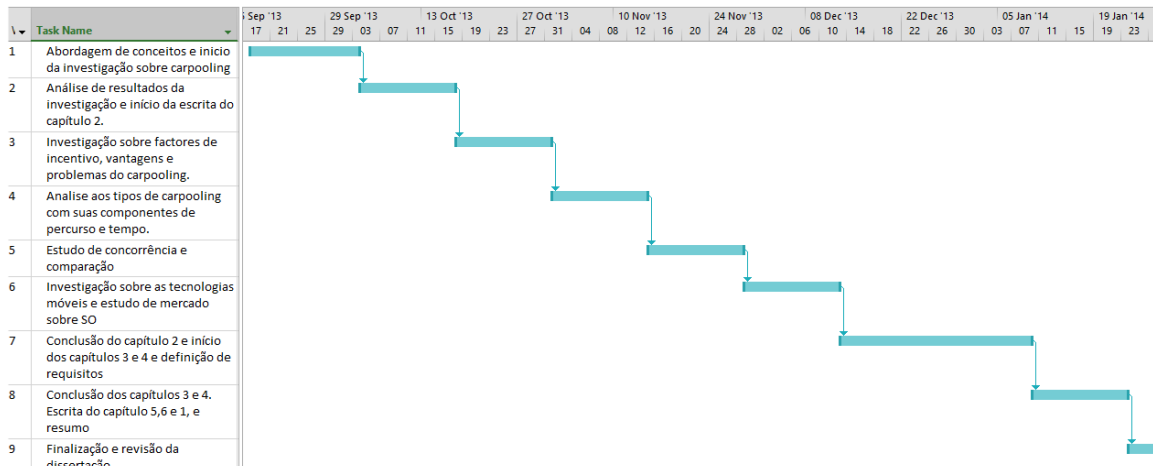 5 Sep '13 29 Sep '13 13 Oct '13 27 Oct '13 10 Nov '13 24 Nov '13 08 Dec '13 22 Dec '13 05 Jan '14 19 Jan '14
Task Name 17 21 25 29 03 07 11 15 19 23 27 31 04 08 12 16 20 24 28 02 06 10 14 18 22 26 30 03 07 11 15 19 23
1 Abordagem de conceitos e inicio
da investigação sobre carpooling
2 Análise de resultados da
investigação e início da escrita do
capítulo 2.
3 Investigação sobre factores de
incentivo, vantagens e
problemas do carpooling.
4 Analise aos tipos de carpooling
com suas componentes de
percurso e tempo.
5 Estudo de concorrência e
comparação
6 Investigação sobre as tecnologias
móveis e estudo de mercado
sobre SO
7 Conclusão do capítulo 2 e início
dos capítulos 3 e 4 e definição de
requisitos
8 Conclusão dos capítulos 3 e 4.
Escrita do capítulo 5,6 e 1, e
resumo
9 Finalização e revisão da
dissertação